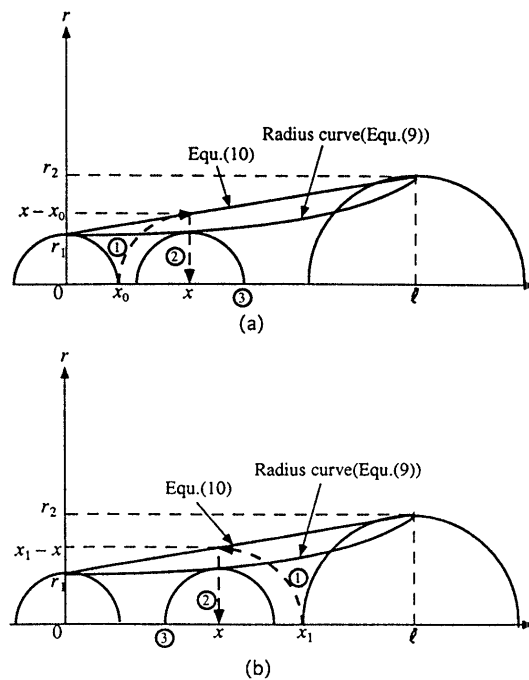 r
Radius curve(Equ.(9))
Equ.(10)
r₂
x – x₀
r₁
①
②
③
0
x₀
x
ℓ
(a)
r
Radius curve(Equ.(9))
Equ.(10)
r₂
x₁ – x
r₁
①
②
③
0
x
x₁
ℓ
(b)